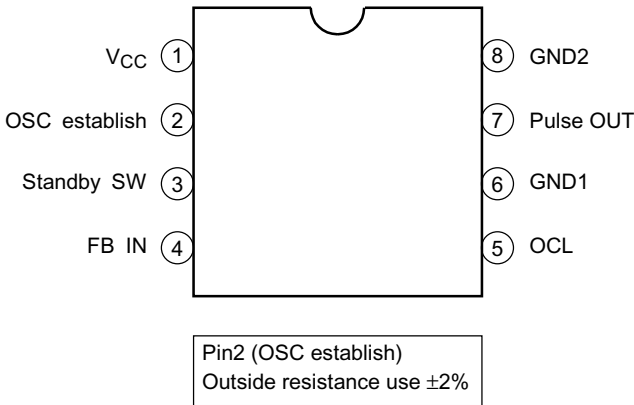 VCC 1 8 GND2
OSC establish 2 7 Pulse OUT
Standby SW 3 6 GND1
FB IN 4 5 OCL
Pin2 (OSC establish)
Outside resistance use ±2%